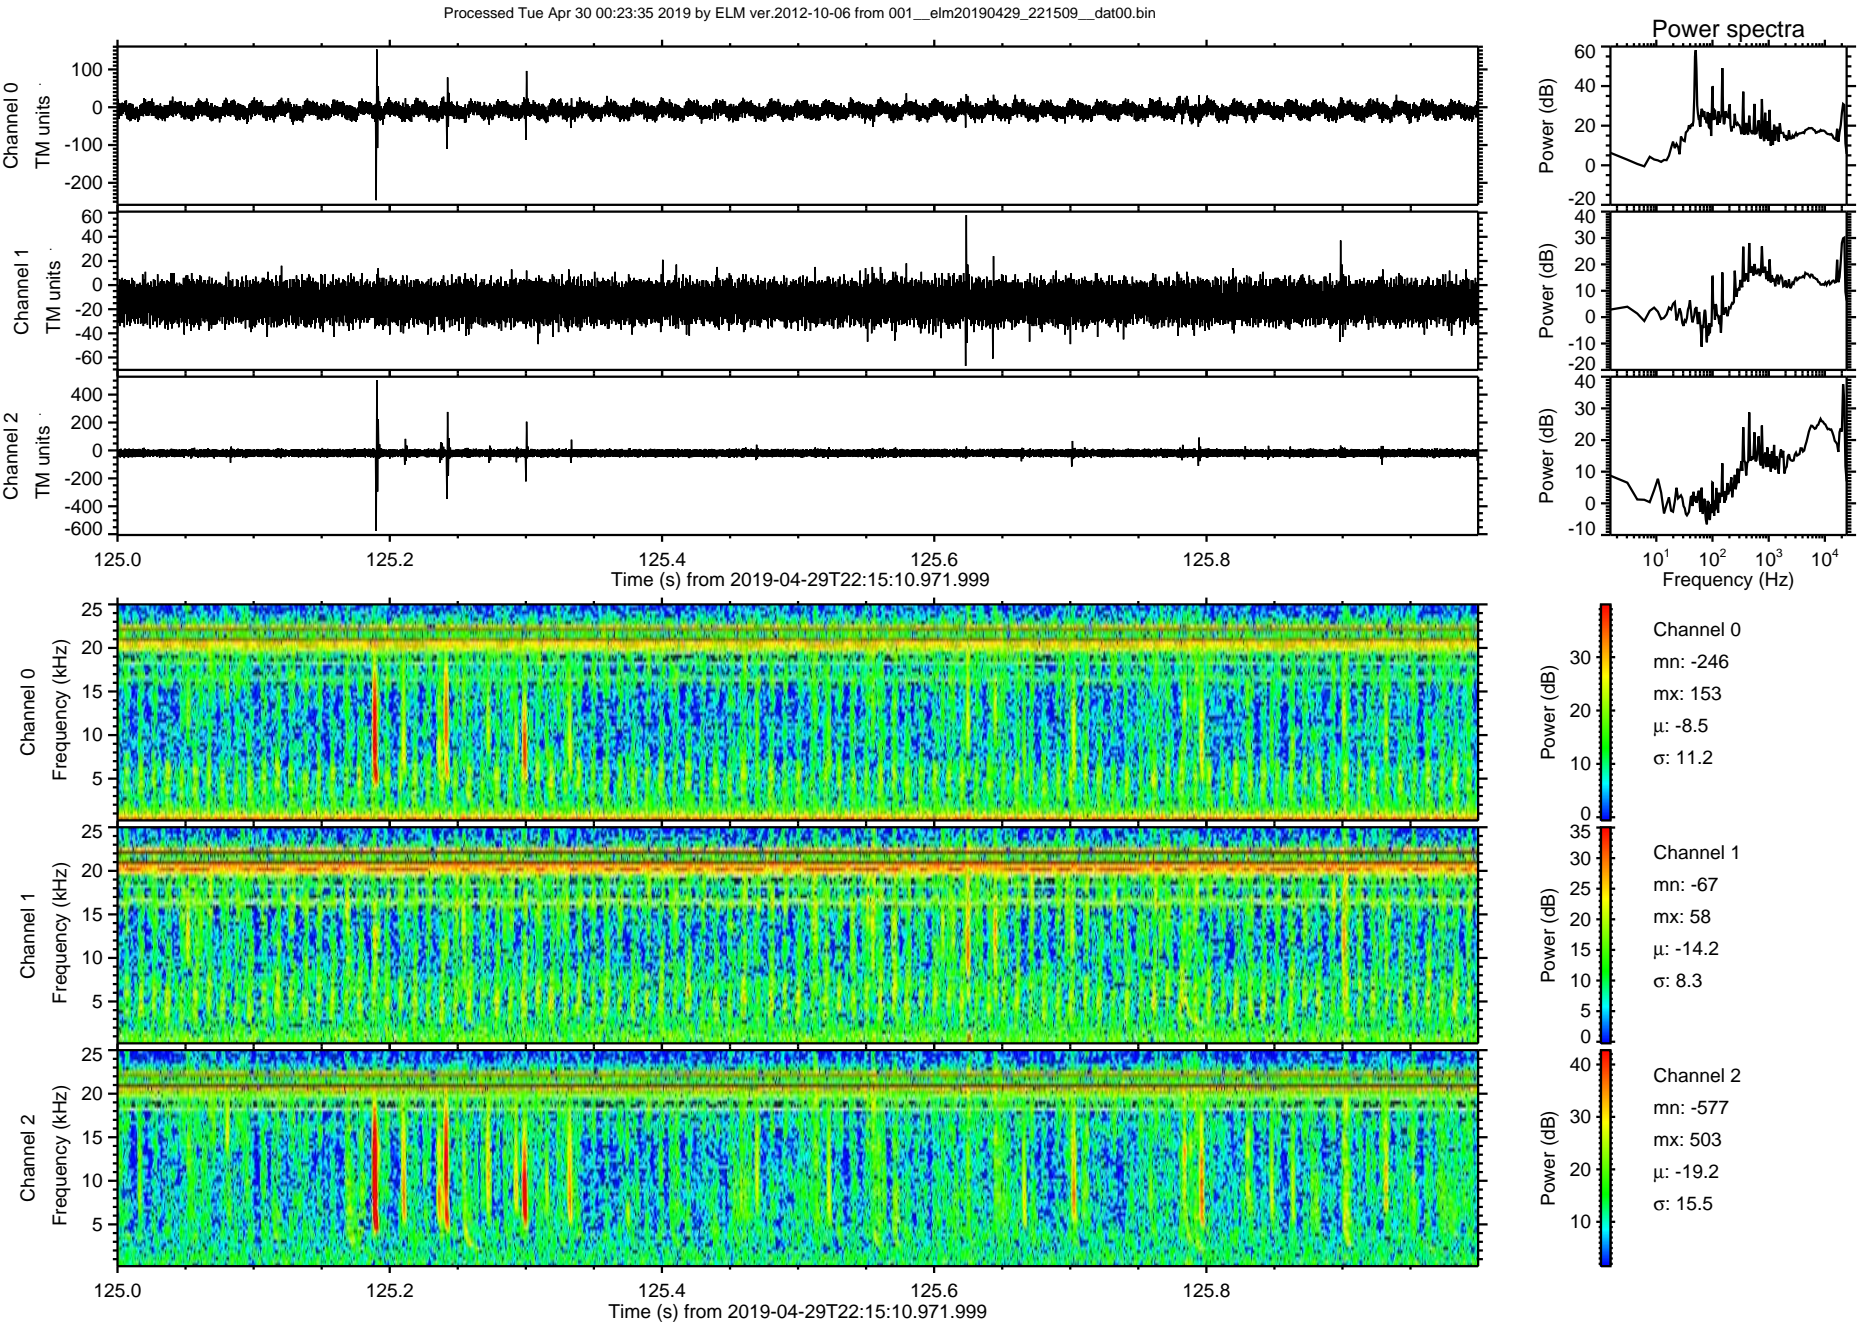 Processed Tue Apr 30 00:23:35 2019 by ELM ver.2012-10-06 from 001__elm20190429_221509__dat00.bin
Power spectra
Channel 0
TM units
100
0
-100
-200
Power (dB)
60
40
20
0
-20
Channel 1
TM units
60
40
20
0
-20
-40
-60
Power (dB)
40
30
20
10
0
-10
-20
Channel 2
TM units
400
200
0
-200
-400
-600
Power (dB)
40
30
20
10
0
-10
125.0 125.2 125.4 125.6 125.8
Time (s) from 2019-04-29T22:15:10.971.999
10^1 10^2 10^3 10^4
Frequency (Hz)
Channel 0
Frequency (kHz)
25
20
15
10
5
Power (dB)
30
20
10
0
Channel 0
mn: -246
mx: 153
μ: -8.5
σ: 11.2
Channel 1
Frequency (kHz)
25
20
15
10
5
Power (dB)
35
30
25
20
15
10
5
0
Channel 1
mn: -67
mx: 58
μ: -14.2
σ: 8.3
Channel 2
Frequency (kHz)
25
20
15
10
5
Power (dB)
40
30
20
10
Channel 2
mn: -577
mx: 503
μ: -19.2
σ: 15.5
125.0 125.2 125.4 125.6 125.8
Time (s) from 2019-04-29T22:15:10.971.999